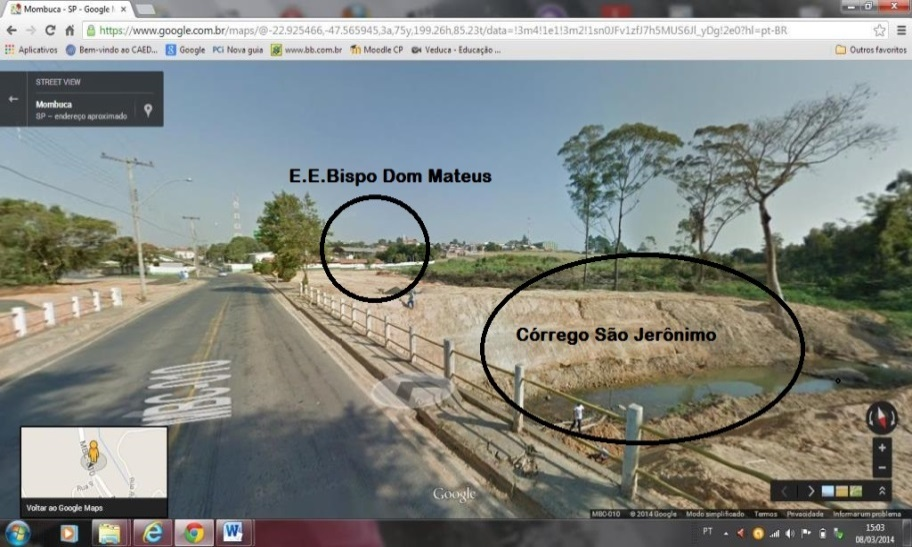 Mombuca - SP - Google M
https://www.google.com.br/maps/@-22.925466,-47.565945,3a,75y,199.26h,85.23t/data=!3m4!1e1!3m2!1sn0JFv1zfJ7h5MUS6Jl_yDg!2e0?hl=pt-BR
Aplicativos Bem-vindo ao CAED... Google PCi Nova guia www.bb.com.br Moodle CP Veduca - Educação... Outros favoritos
STREET VIEW
Mombuca
SP – endereço aproximado
E.E.Bispo Dom Mateus
Córrego São Jerônimo
MBC-010
Voltar ao Google Maps
Google
MBC-010 © 2014 Google Modo simplificado Termos Privacidade Informar um problema
PT 15:03
08/03/2014